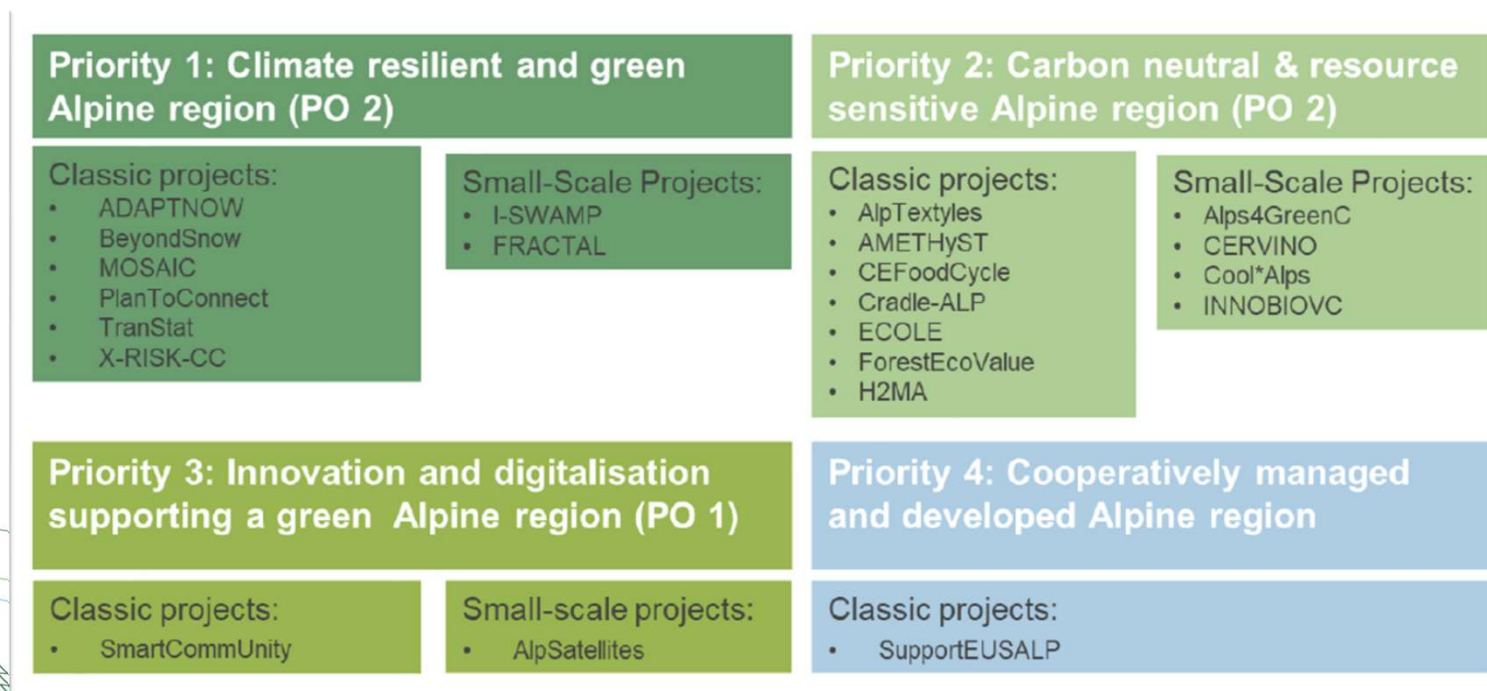 Priority 1: Climate resilient and green
Alpine region (PO 2)
Classic projects:
• ADAPTNOW
• BeyondSnow
• MOSAIC
• PlanToConnect
• TranStat
• X-RISK-CC
Small-Scale Projects:
• I-SWAMP
• FRACTAL
Priority 2: Carbon neutral & resource
sensitive Alpine region (PO 2)
Classic projects:
• AlpTextyles
• AMETHyST
• CEFoodCycle
• Cradle-ALP
• ECOLE
• ForestEcoValue
• H2MA
Small-Scale Projects:
• Alps4GreenC
• CERVINO
• Cool*Alps
• INNOBIOVC
Priority 3: Innovation and digitalisation
supporting a green Alpine region (PO 1)
Classic projects:
• SmartCommUnity
Small-scale projects:
• AlpSatellites
Priority 4: Cooperatively managed
and developed Alpine region
Classic projects:
• SupportEUSALP